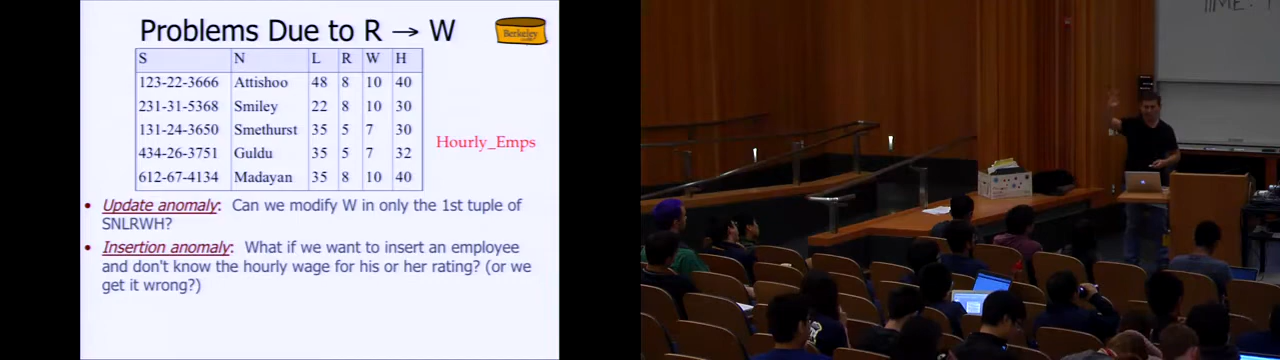 Problems Due to R → W
Berkeley
S N L R W H
123-22-3666 Attishoo 48 8 10 40
231-31-5368 Smiley 22 8 10 30
131-24-3650 Smethurst 35 5 7 30
434-26-3751 Guldu 35 5 7 32
612-67-4134 Madayan 35 8 10 40
Hourly_Emps
• Update anomaly: Can we modify W in only the 1st tuple of
SNLRWH?
• Insertion anomaly: What if we want to insert an employee
and don't know the hourly wage for his or her rating? (or we
get it wrong?)
TIME: